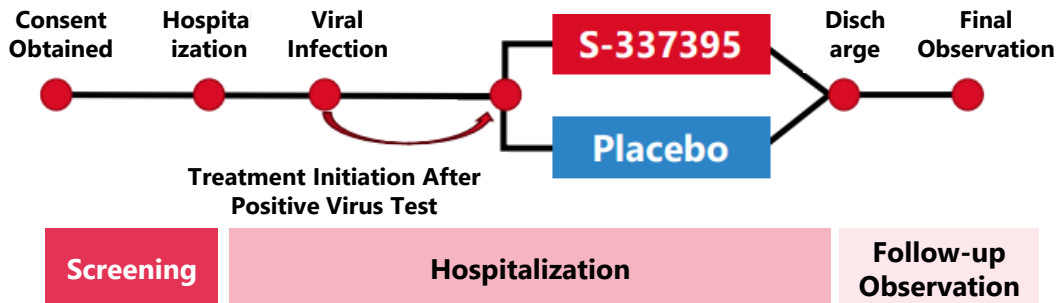 Consent
Obtained
Hospita
ization
Viral
Infection
S-337395
Placebo
Disch
arge
Final
Observation
Treatment Initiation After
Positive Virus Test
Screening
Hospitalization
Follow-up
Observation